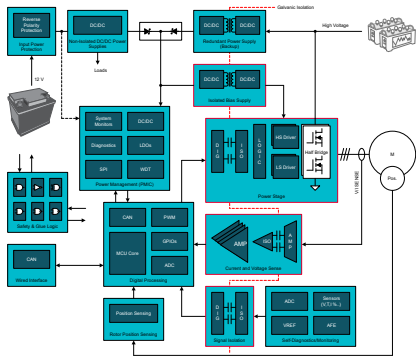 Galvanic Isolation
High Voltage
Reverse
Polarity
Protection
Input Power
Protection
DC/DC
DC/DC
Non-isolated DC/DC Power
Supplies
Loads
DC/DC
DC/DC
Redundant Power Supply
(Backup)
12 V
DC/DC
DC/DC
Isolated Bias Supply
System
Monitors
DC/DC
Diagnostics
LDOs
SPI
WDT
Power Management (PMIC)
DIG
ISO
LOGIC
HS Driver
LS Driver
Half Bridge
Power Stage
M
Pos.
V/I SENSE
Safety & Glue Logic
CAN
PWM
MCU Core
GPIOs
ADC
Digital Processing
AMP
ISO
AMP
Current and Voltage Sense
CAN
Wired Interface
Position Sensing
Rotor Position Sensing
DIG
ISO
Signal Isolation
ADC
Sensors
(V,T,I %...)
VREF
AFE
Self-Diagnostics/Monitoring